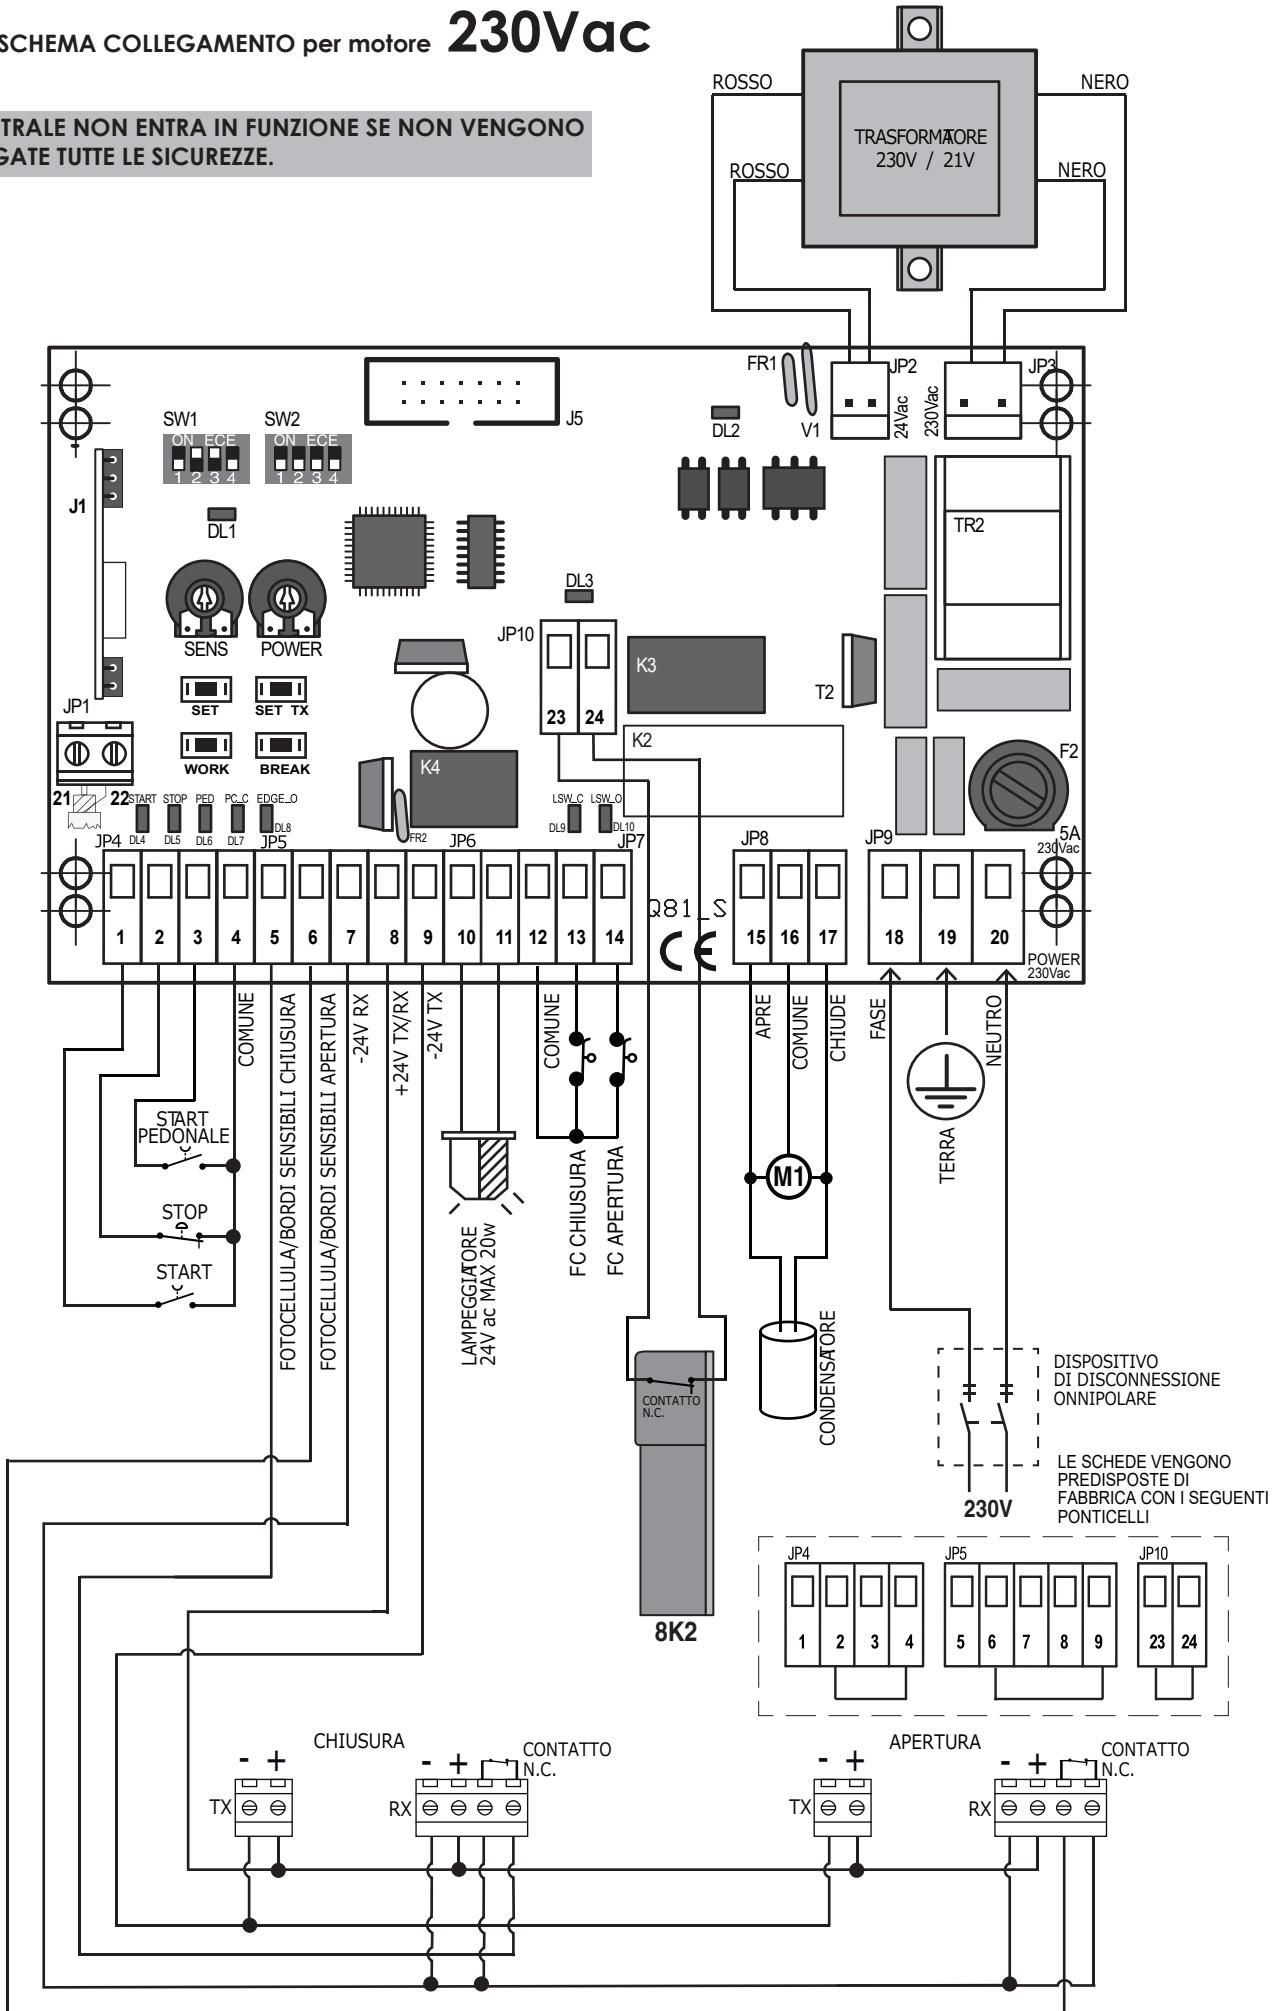 SCHEMA COLLEGAMENTO per motore 230Vac
TRALE NON ENTRA IN FUNZIONE SE NON VENGONO
GATE TUTTE LE SICUREZZE.
ROSSO
NERO
TRASFORMATORE
230V / 21V
ROSSO
NERO
FR1
JP2
JP3
SW1
SW2
ON ECE
ON ECE
1 2 3 4
1 2 3 4
J5
DL2
V1
24Vac
230Vac
J1
DL1
TR2
DL3
SENS
POWER
JP10
K3
T2
SET
SET TX
JP1
23
24
K2
F2
WORK
BREAK
K4
21
22
START
STOP
PED
PC_C
EDGE_O
LSW_C
LSW_O
DL4
DL5
DL6
DL7
DL8
DL9
DL10
FR2
5A
230Vac
JP4
JP5
JP6
JP7
JP8
JP9
Q81_S
CE
1
2
3
4
5
6
7
8
9
10
11
12
13
14
15
16
17
18
19
20
POWER
230Vac
COMUNE
FOTOCELLULA/BORDI SENSIBILI CHIUSURA
FOTOCELLULA/BORDI SENSIBILI APERTURA
-24V RX
+24V TX/RX
-24V TX
COMUNE
APRE
COMUNE
CHIUDE
FASE
NEUTRO
START
PEDONALE
STOP
START
LAMPEGGIATORE
24V ac MAX 20w
FC CHIUSURA
FC APERTURA
M1
TERRA
CONDENSATORE
CONTATTO
N.C.
8K2
DISPOSITIVO
DI DISCONNESSIONE
ONNIPOLARE
230V
LE SCHEDE VENGONO
PREDISPOSTE DI
FABBRICA CON I SEGUENTI
PONTICELLI
JP4
JP5
JP10
1
2
3
4
5
6
7
8
9
23
24
CHIUSURA
APERTURA
- +
- +
CONTATTO
N.C.
- +
- +
CONTATTO
N.C.
TX
RX
TX
RX